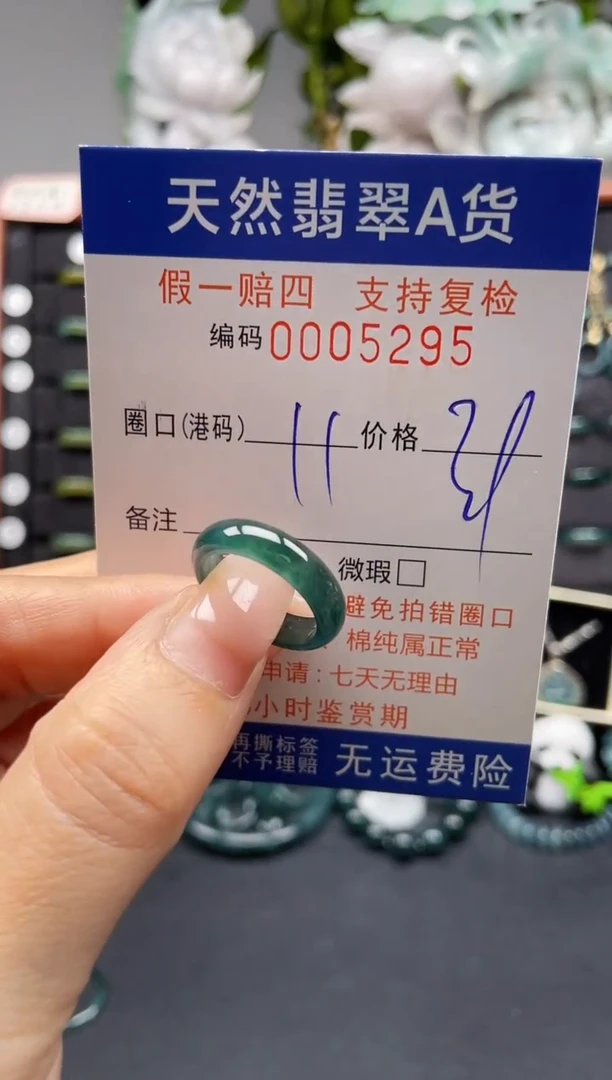 天然翡翠A货
假一赔四 支持复检
编码0005295
圈口(港码) 11 价格
备注
微瑕□
避免拍错圈口
棉纯属正常
申请：七天无理由
小时鉴赏期
再撕标签
不予理赔 无运费险